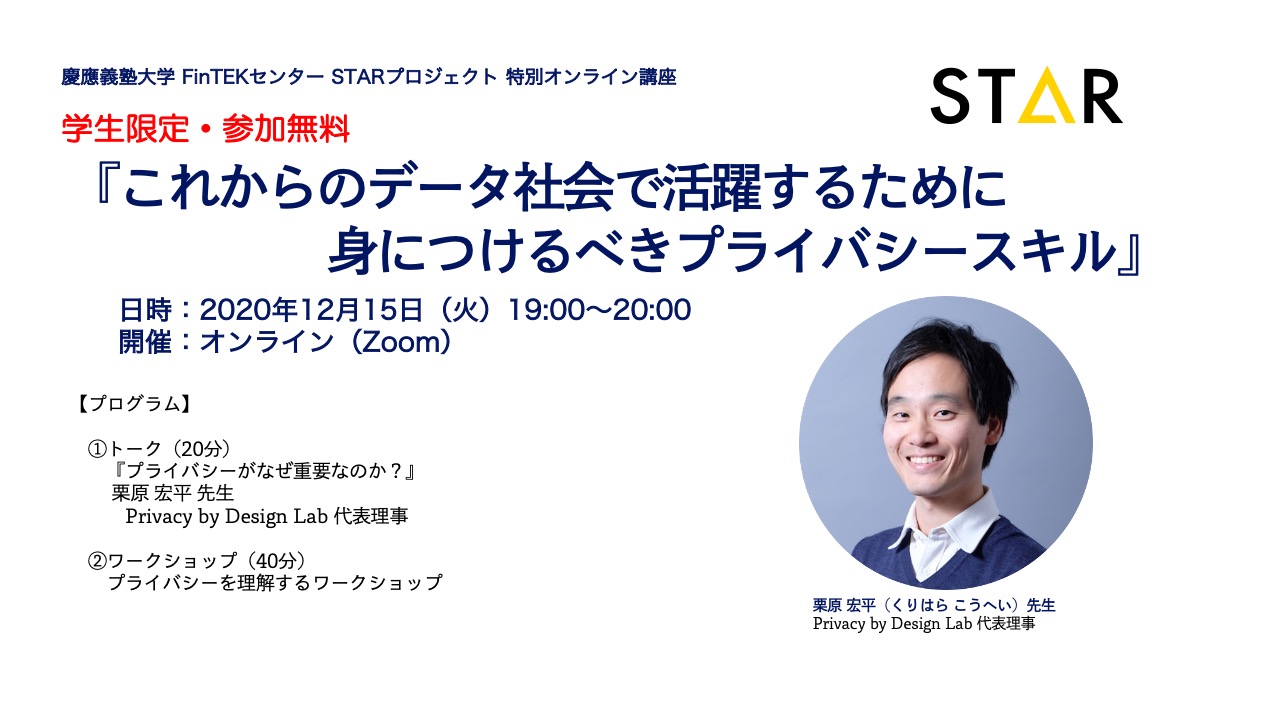 慶應義塾大学 FinTEKセンター STARプロジェクト 特別オンライン講座
STAR
学生限定・参加無料
『これからのデータ社会で活躍するために
身につけるべきプライバシースキル』
日時：2020年12月15日（火）19:00〜20:00
開催：オンライン（Zoom）
【プログラム】
①トーク（20分）
『プライバシーがなぜ重要なのか？』
栗原 宏平 先生
Privacy by Design Lab 代表理事
②ワークショップ（40分）
プライバシーを理解するワークショップ
栗原 宏平（くりはら こうへい）先生
Privacy by Design Lab 代表理事